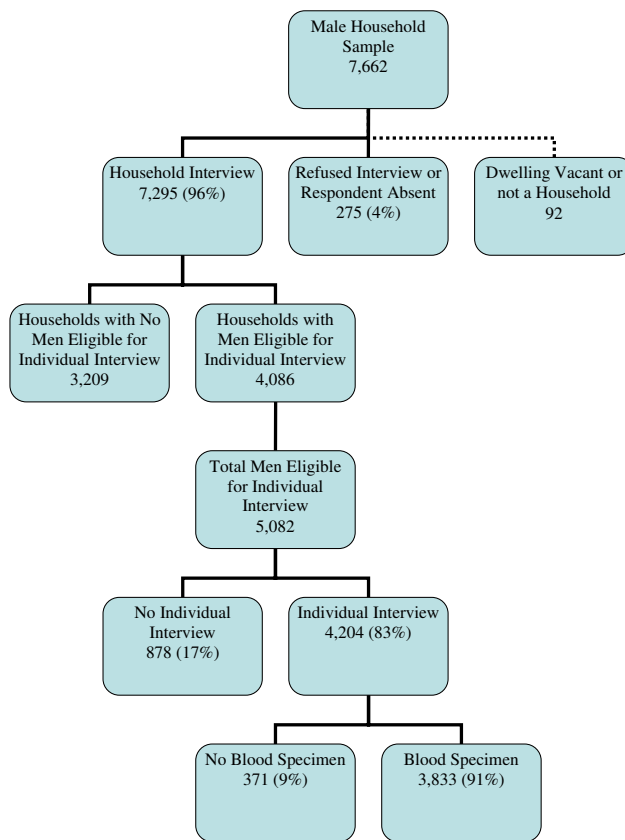 Male Household
Sample
7,662
Household Interview
7,295 (96%)
Refused Interview or
Respondent Absent
275 (4%)
Dwelling Vacant or
not a Household
92
Households with No
Men Eligible for
Individual Interview
3,209
Households with
Men Eligible for
Individual Interview
4,086
Total Men Eligible
for Individual
Interview
5,082
No Individual
Interview
878 (17%)
Individual Interview
4,204 (83%)
No Blood Specimen
371 (9%)
Blood Specimen
3,833 (91%)